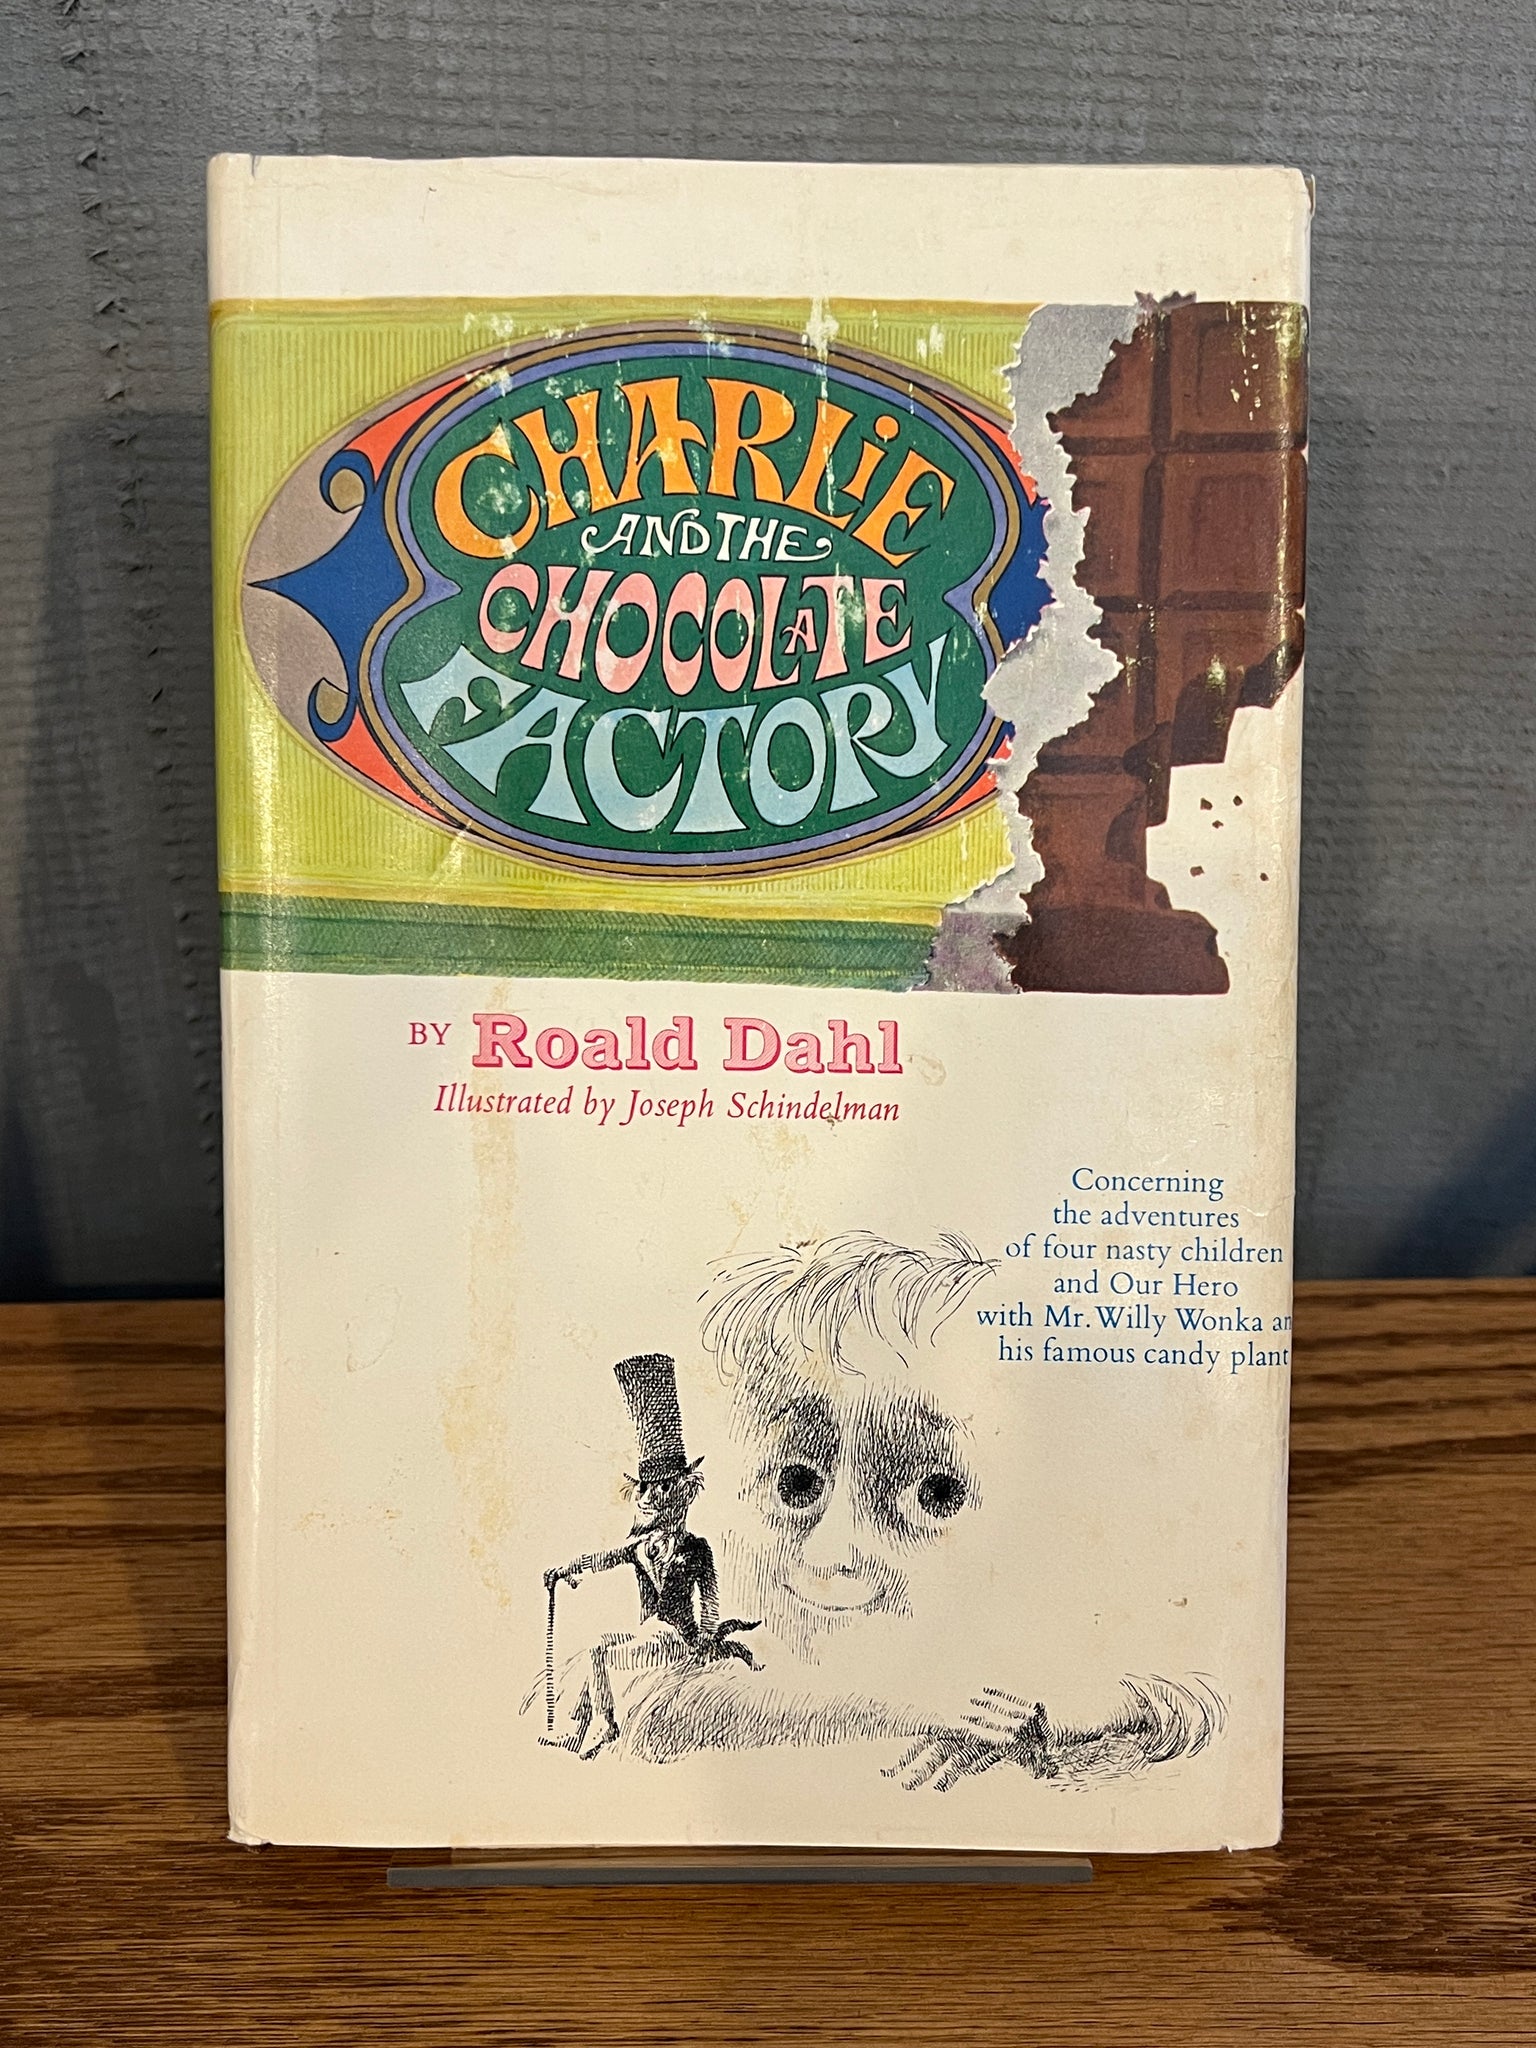 CHARLiE
AND THE
CHOCOLATE
FACTORY
BY Roald Dahl
Illustrated by Joseph Schindelman
Concerning
the adventures
of four nasty children
and Our Hero
with Mr. Willy Wonka an
his famous candy plant